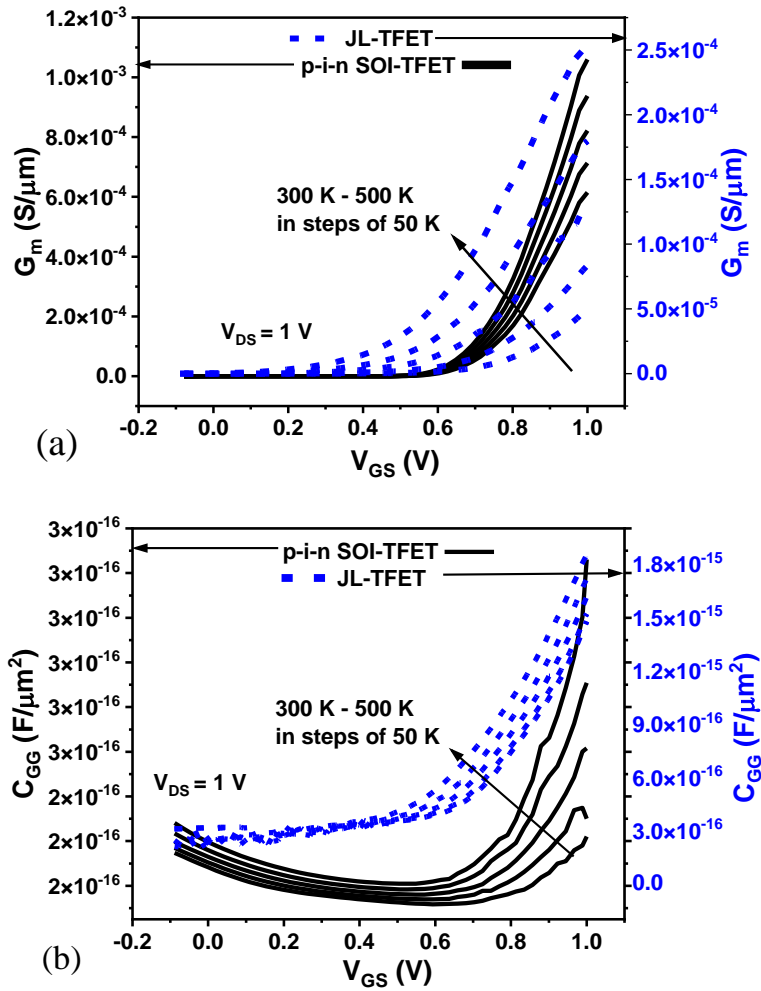 JL-TFET
p-i-n SOI-TFET
1.2×10⁻³
1.0×10⁻³
8.0×10⁻⁴
6.0×10⁻⁴
4.0×10⁻⁴
2.0×10⁻⁴
0.0
Gₘ (S/μm)
300 K - 500 K
in steps of 50 K
V_DS = 1 V
2.5×10⁻⁴
2.0×10⁻⁴
1.5×10⁻⁴
1.0×10⁻⁴
5.0×10⁻⁵
0.0
Gₘ (S/μm)
-0.2 0.0 0.2 0.4 0.6 0.8 1.0
V_GS (V)
(a)
p-i-n SOI-TFET
JL-TFET
3×10⁻¹⁶
3×10⁻¹⁶
3×10⁻¹⁶
3×10⁻¹⁶
3×10⁻¹⁶
3×10⁻¹⁶
2×10⁻¹⁶
2×10⁻¹⁶
2×10⁻¹⁶
C_GG (F/μm²)
300 K - 500 K
in steps of 50 K
V_DS = 1 V
1.8×10⁻¹⁵
1.5×10⁻¹⁵
1.2×10⁻¹⁵
9.0×10⁻¹⁶
6.0×10⁻¹⁶
3.0×10⁻¹⁶
0.0
C_GG (F/μm²)
-0.2 0.0 0.2 0.4 0.6 0.8 1.0
V_GS (V)
(b)